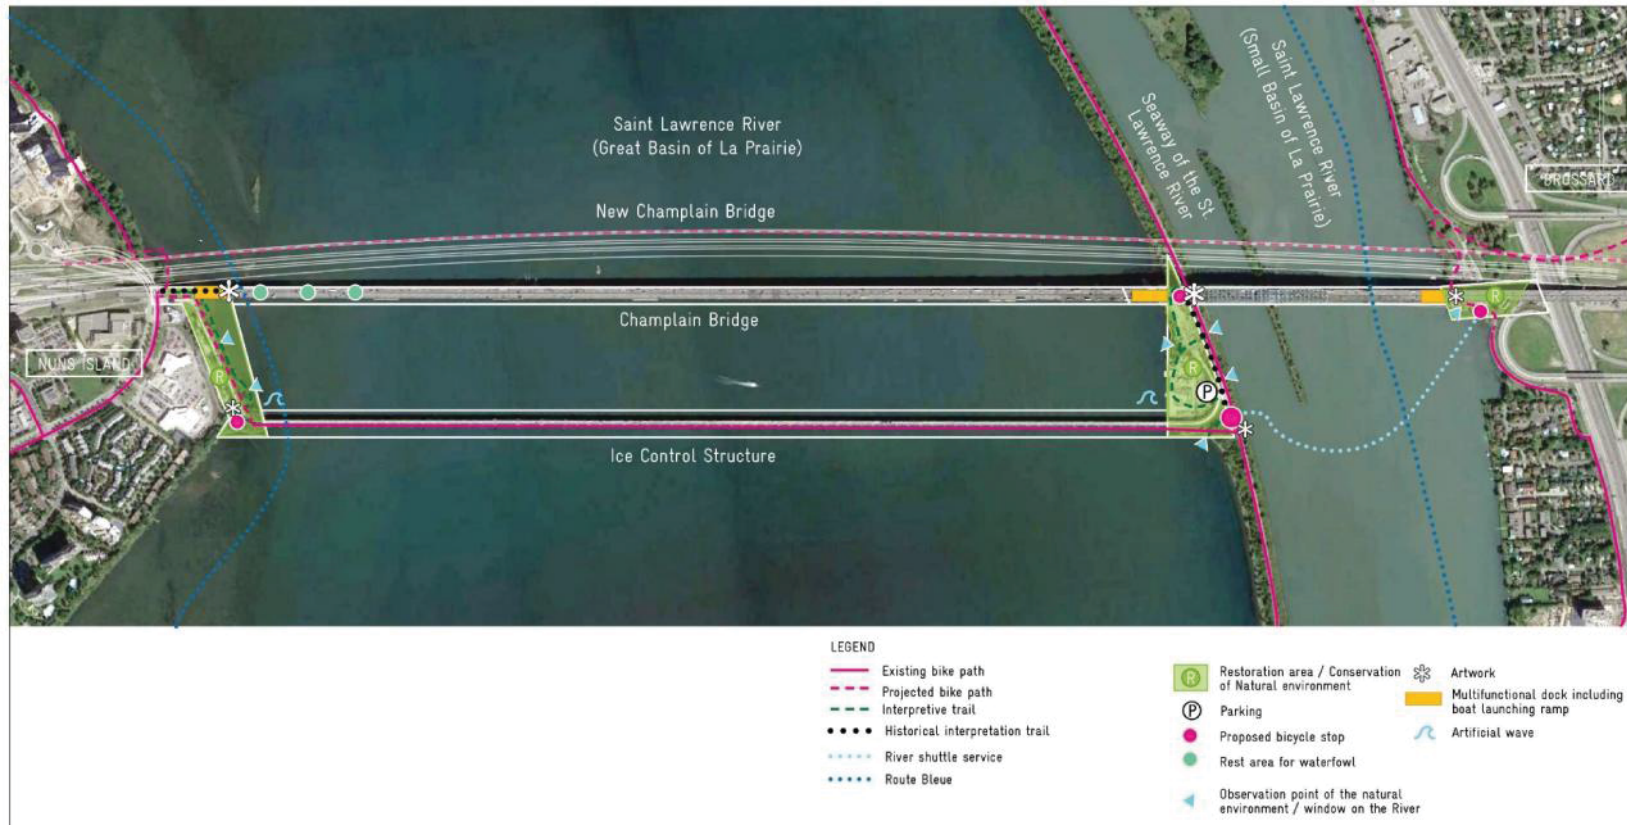 Saint Lawrence River
(Great Basin of La Prairie)
Seaway of the St
Lawrence River
Saint Lawrence River
(Small Basin of La Prairie)
BROSSARD
New Champlain Bridge
Champlain Bridge
NUNS ISLAND
R
R
R
P
Ice Control Structure
LEGEND
Existing bike path
Projected bike path
Interpretive trail
Historical interpretation trail
River shuttle service
Route Bleue
R
Restoration area / Conservation
of Natural environment
P
Parking
Proposed bicycle stop
Rest area for waterfowl
Observation point of the natural
environment / window on the River
Artwork
Multifunctional dock including
boat launching ramp
Artificial wave